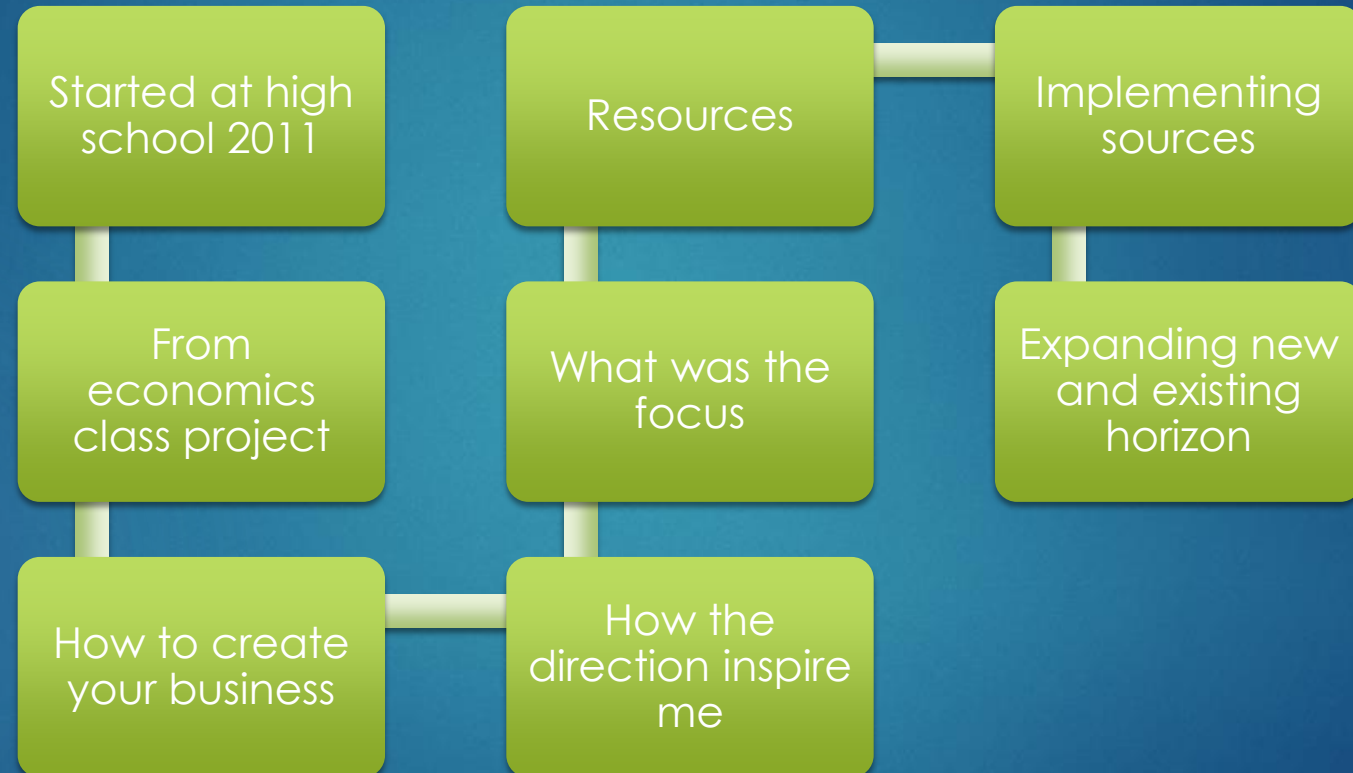 Started at high
school 2011
From
economics
class project
How to create
your business
How the
direction inspire
me
What was the
focus
Resources
Implementing
sources
Expanding new
and existing
horizon